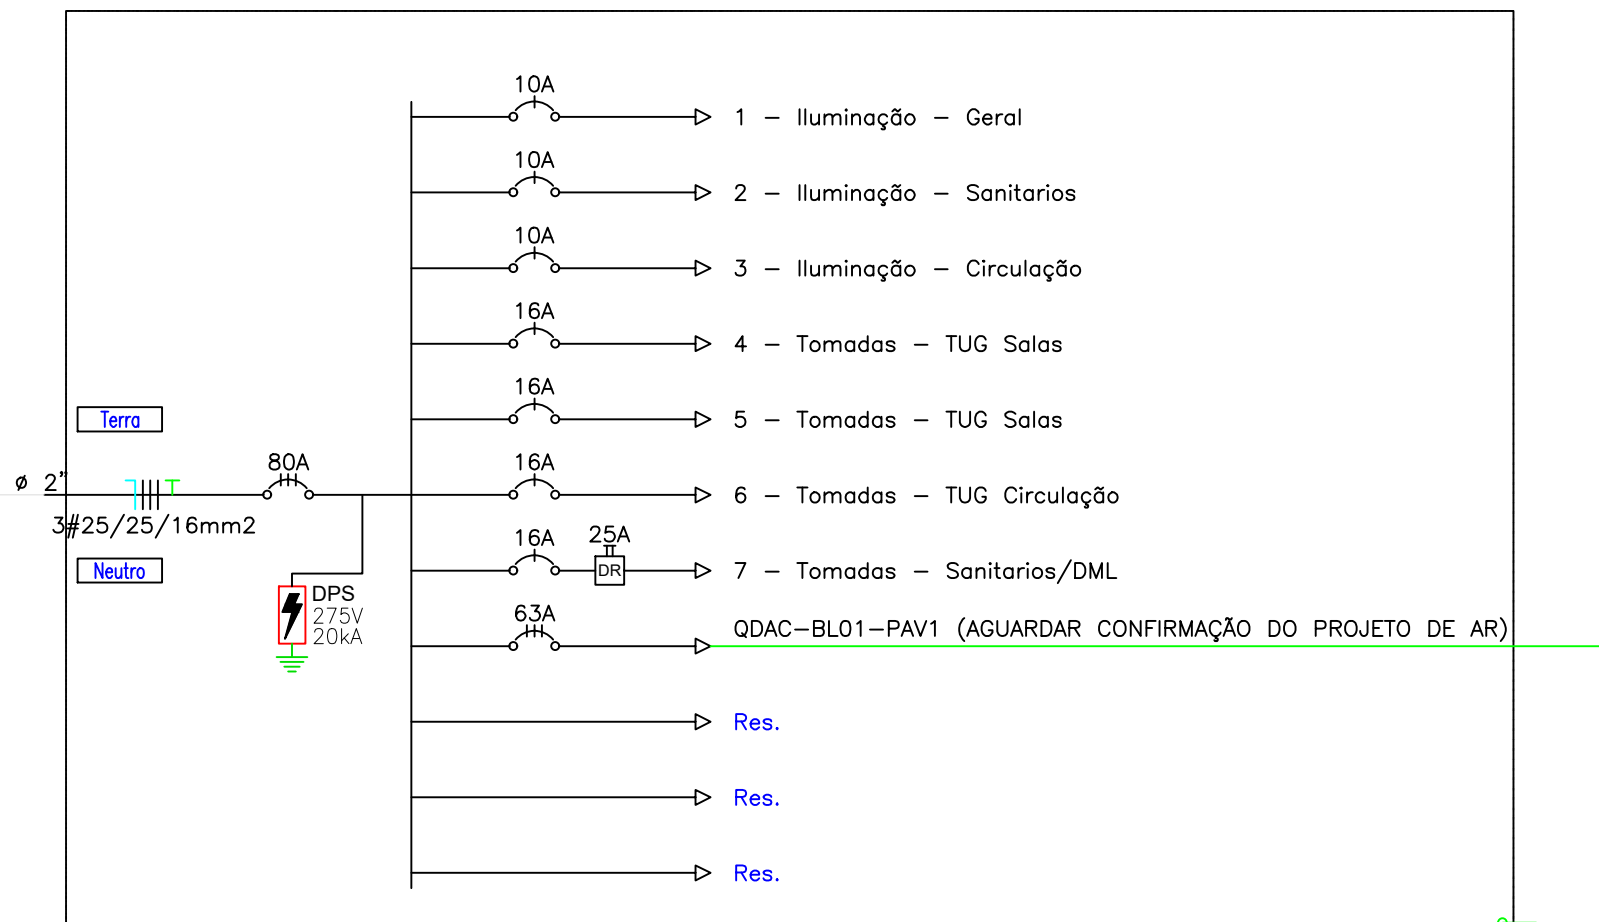 10A
1 - Iluminação - Geral
10A
2 - Iluminação - Sanitarios
10A
3 - Iluminação - Circulação
16A
4 - Tomadas - TUG Salas
16A
5 - Tomadas - TUG Salas
Terra
ø 2"
80A
16A
6 - Tomadas - TUG Circulação
3#25/25/16mm2
Neutro
16A
25A
DR
7 - Tomadas - Sanitarios/DML
DPS
275V
20kA
63A
QDAC-BL01-PAV1 (AGUARDAR CONFIRMAÇÃO DO PROJETO DE AR)
Res.
Res.
Res.